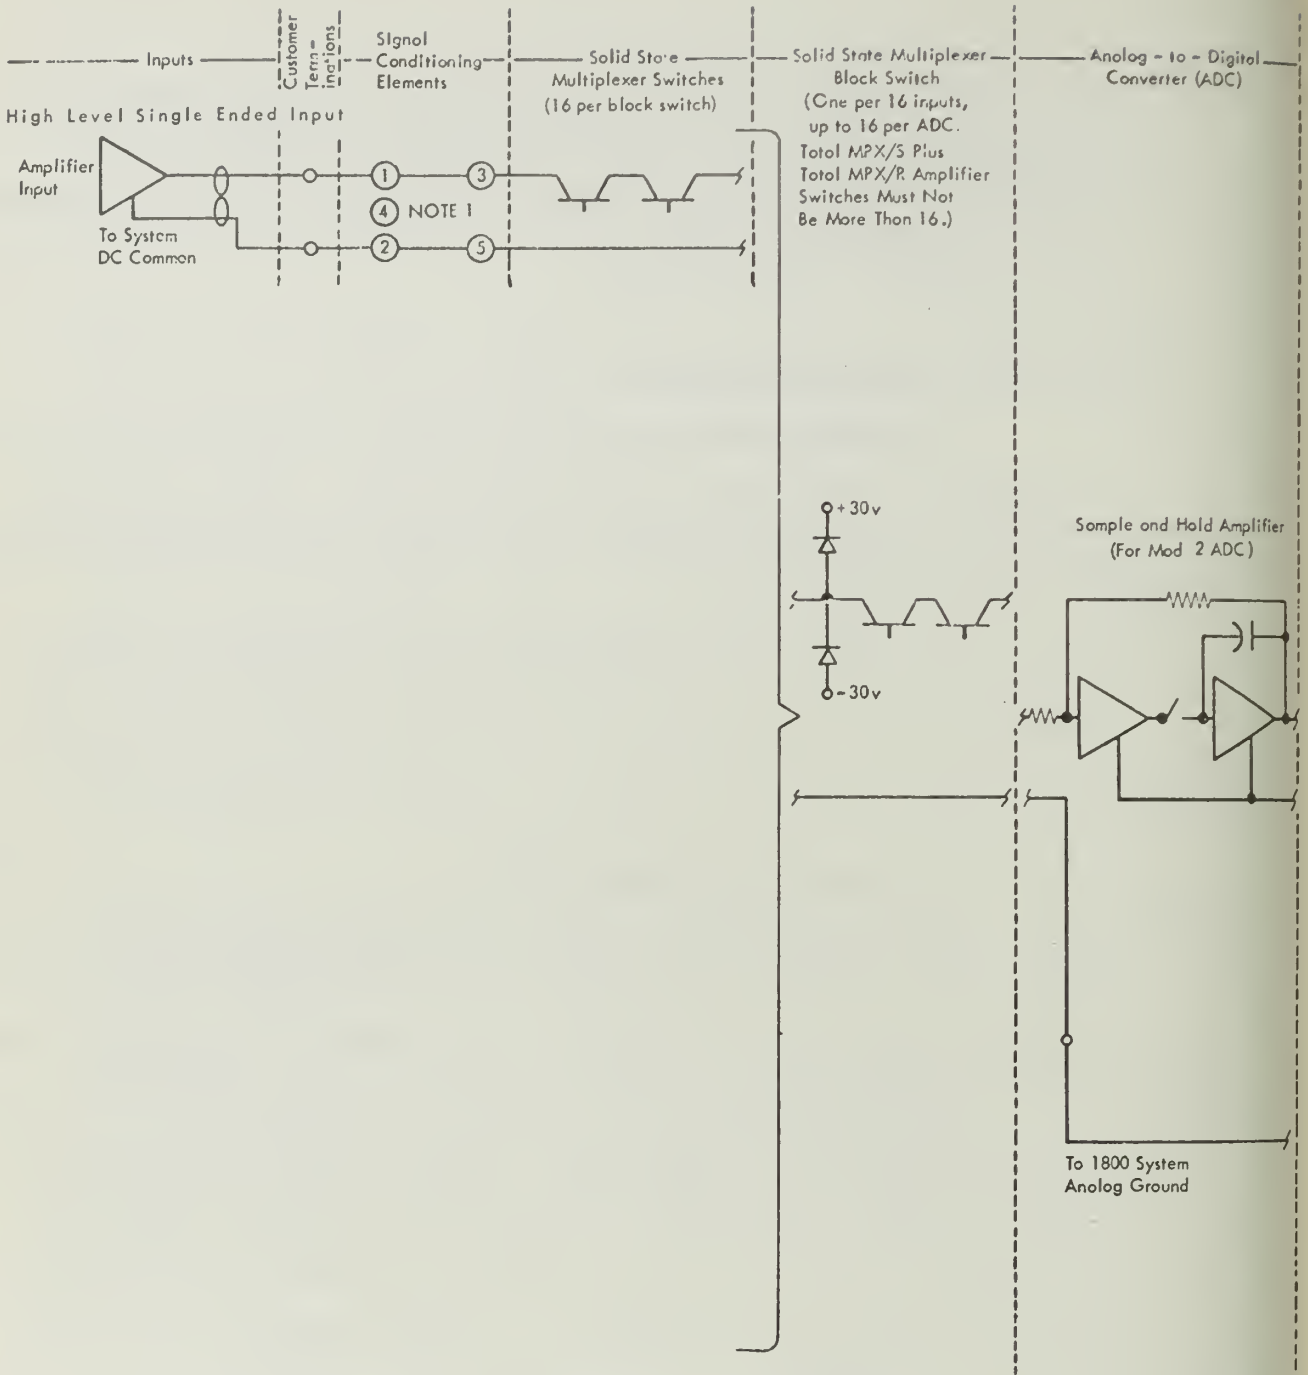 Inputs
Customer
Term-
inations
Signal
Conditioning
Elements
Solid State
Multiplexer Switches
(16 per block switch)
Solid State Multiplexer
Block Switch
(One per 16 inputs,
up to 16 per ADC.
Total MPX/S Plus
Total MPX/R Amplifier
Switches Must Not
Be More Than 16.)
Analog - to - Digital
Converter (ADC)
High Level Single Ended Input
Amplifier
Input
To System
DC Common
1
3
4 NOTE 1
2
5
+30v
-30v
Sample and Hold Amplifier
(For Mod 2 ADC)
To 1800 System
Analog Ground